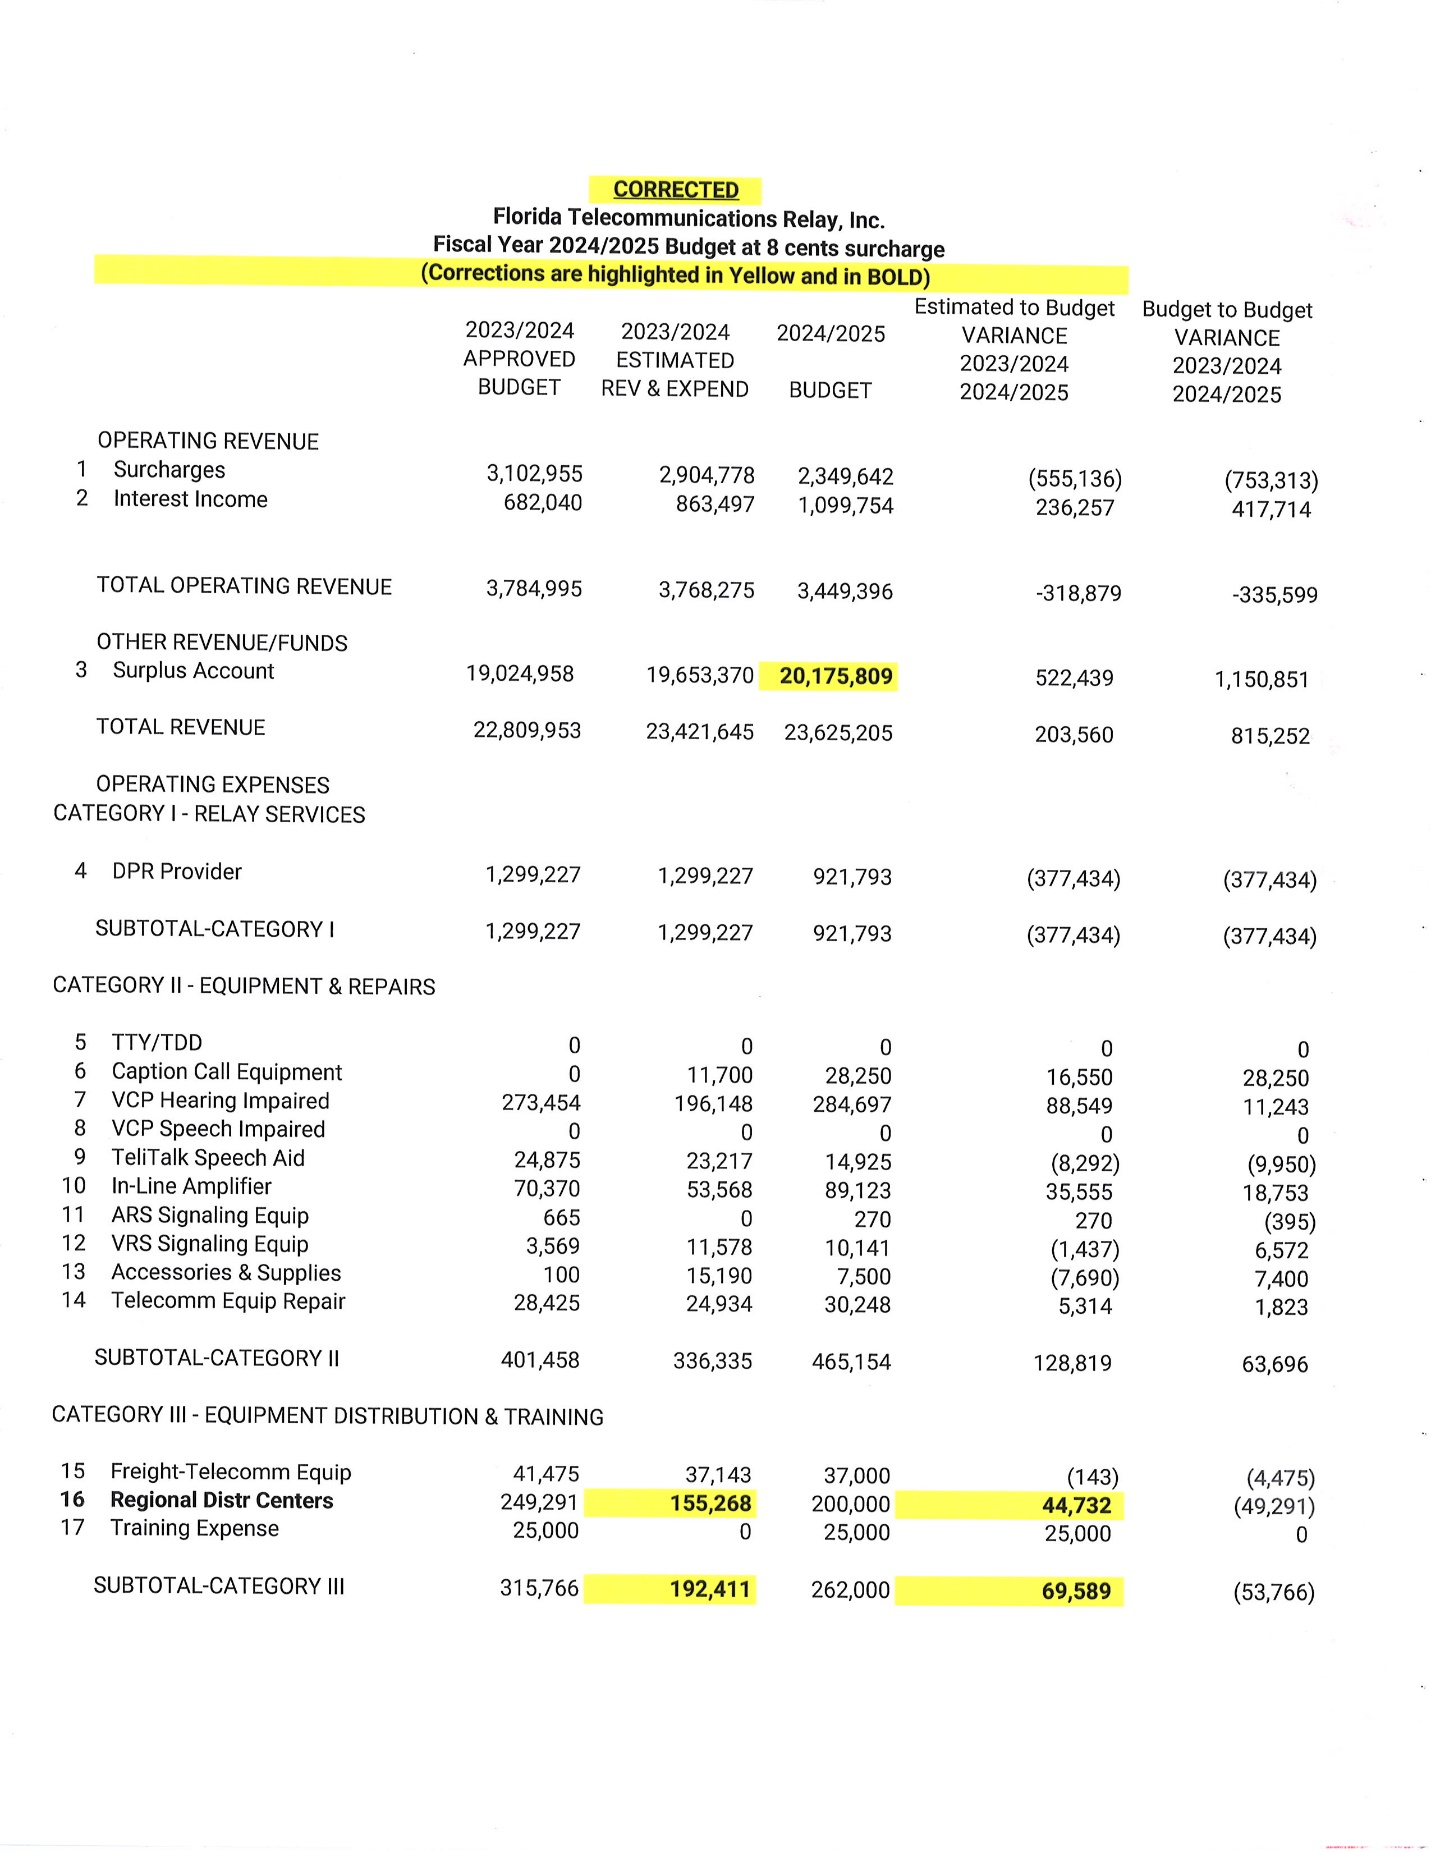 CORRECTED
Florida Telecommunications Relay, Inc.
Fiscal Year 2024/2025 Budget at 8 cents surcharge
(Corrections are highlighted in Yellow and in BOLD)
Estimated to Budget Budget to Budget
2023/2024 2023/2024 2024/2025 VARIANCE VARIANCE
APPROVED ESTIMATED 2023/2024 2023/2024
BUDGET REV & EXPEND BUDGET 2024/2025 2024/2025
OPERATING REVENUE
1 Surcharges 3,102,955 2,904,778 2,349,642 (555,136) (753,313)
2 Interest Income 682,040 863,497 1,099,754 236,257 417,714
TOTAL OPERATING REVENUE 3,784,995 3,768,275 3,449,396 -318,879 -335,599
OTHER REVENUE/FUNDS
3 Surplus Account 19,024,958 19,653,370 20,175,809 522,439 1,150,851
TOTAL REVENUE 22,809,953 23,421,645 23,625,205 203,560 815,252
OPERATING EXPENSES
CATEGORY I - RELAY SERVICES
4 DPR Provider 1,299,227 1,299,227 921,793 (377,434) (377,434)
SUBTOTAL-CATEGORY I 1,299,227 1,299,227 921,793 (377,434) (377,434)
CATEGORY II - EQUIPMENT & REPAIRS
5 TTY/TDD 0 0 0 0 0
6 Caption Call Equipment 0 11,700 28,250 16,550 28,250
7 VCP Hearing Impaired 273,454 196,148 284,697 88,549 11,243
8 VCP Speech Impaired 0 0 0 0 0
9 TeliTalk Speech Aid 24,875 23,217 14,925 (8,292) (9,950)
10 In-Line Amplifier 70,370 53,568 89,123 35,555 18,753
11 ARS Signaling Equip 665 0 270 270 (395)
12 VRS Signaling Equip 3,569 11,578 10,141 (1,437) 6,572
13 Accessories & Supplies 100 15,190 7,500 (7,690) 7,400
14 Telecomm Equip Repair 28,425 24,934 30,248 5,314 1,823
SUBTOTAL-CATEGORY II 401,458 336,335 465,154 128,819 63,696
CATEGORY III - EQUIPMENT DISTRIBUTION & TRAINING
15 Freight-Telecomm Equip 41,475 37,143 37,000 (143) (4,475)
16 Regional Distr Centers 249,291 155,268 200,000 44,732 (49,291)
17 Training Expense 25,000 0 25,000 25,000 0
SUBTOTAL-CATEGORY III 315,766 192,411 262,000 69,589 (53,766)